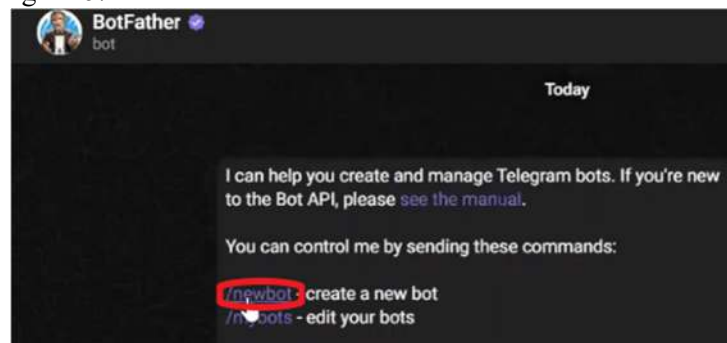 BotFather
bot
Today
I can help you create and manage Telegram bots. If you're new
to the Bot API, please see the manual.
You can control me by sending these commands:
/newbot - create a new bot
/mybots - edit your bots